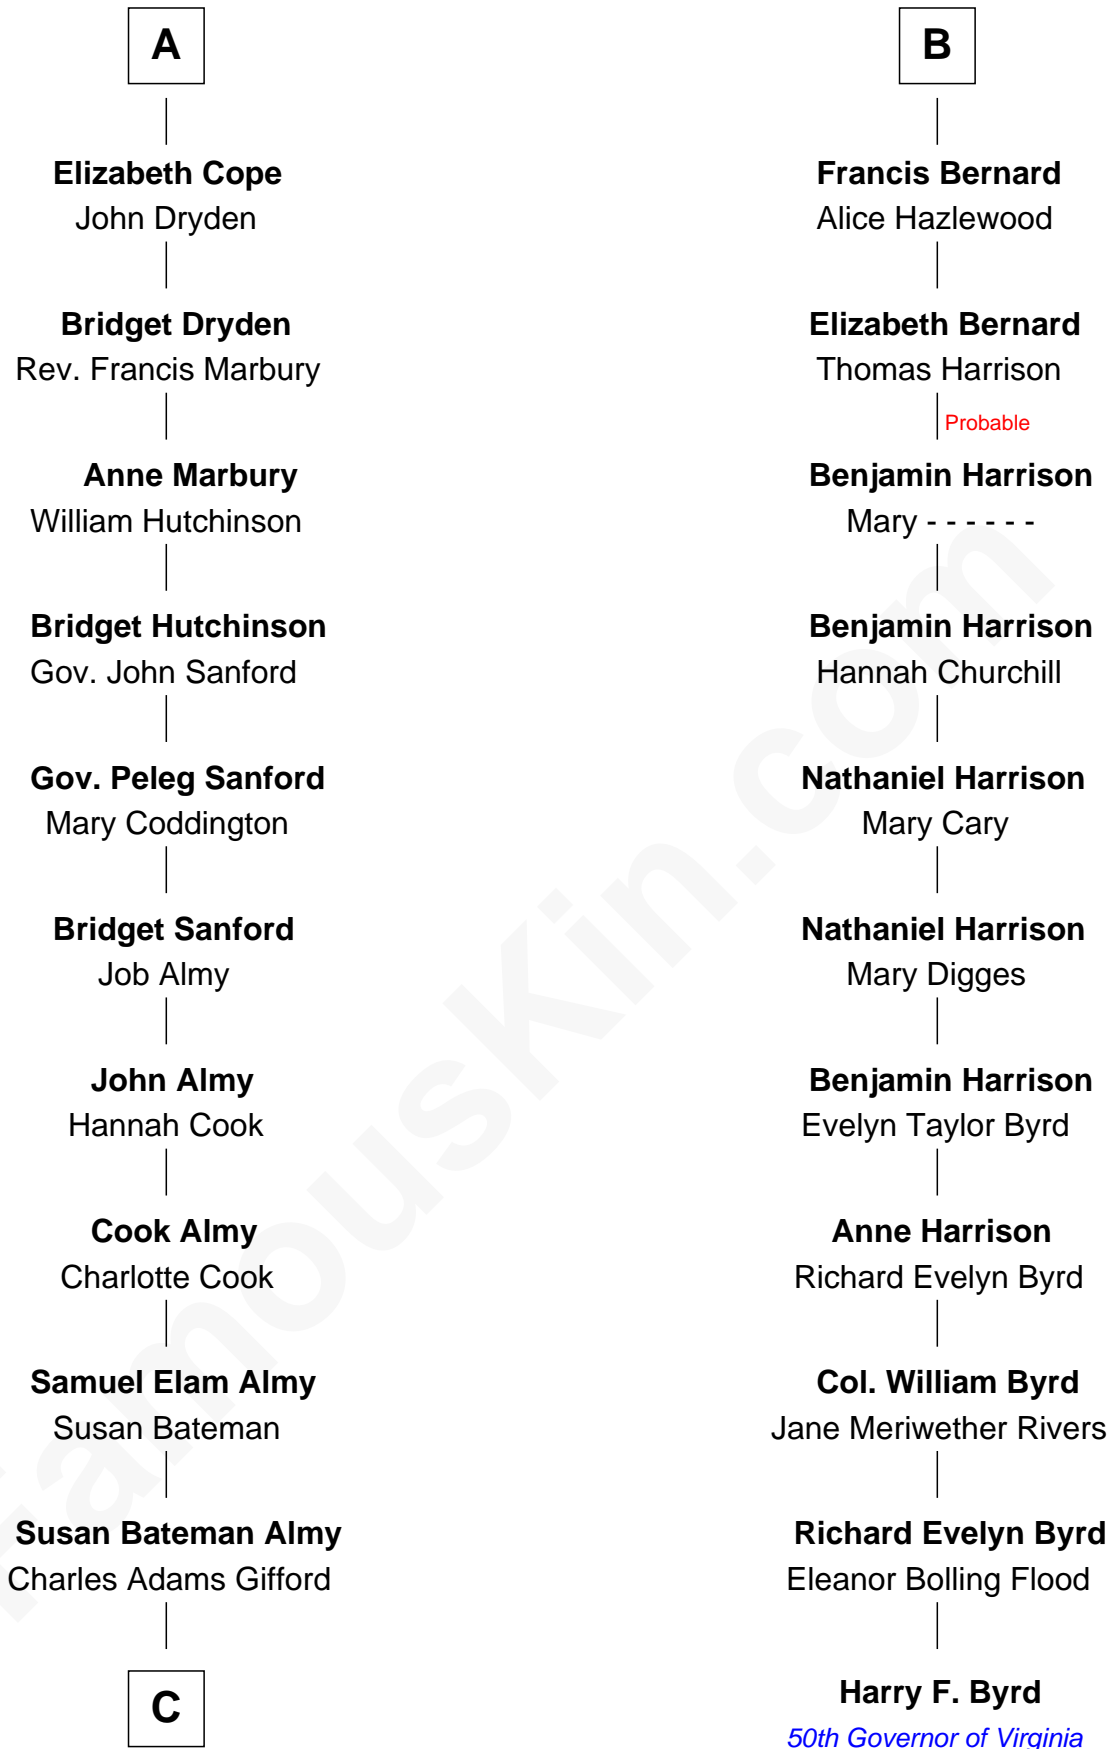 A
Elizabeth Cope
John Dryden
Bridget Dryden
Rev. Francis Marbury
Anne Marbury
William Hutchinson
Bridget Hutchinson
Gov. John Sanford
Gov. Peleg Sanford
Mary Coddington
Bridget Sanford
Job Almy
John Almy
Hannah Cook
Cook Almy
Charlotte Cook
Samuel Elam Almy
Susan Bateman
Susan Bateman Almy
Charles Adams Gifford
C
B
Francis Bernard
Alice Hazlewood
Elizabeth Bernard
Thomas Harrison
Probable
Benjamin Harrison
Mary - - - - - -
Benjamin Harrison
Hannah Churchill
Nathaniel Harrison
Mary Cary
Nathaniel Harrison
Mary Digges
Benjamin Harrison
Evelyn Taylor Byrd
Anne Harrison
Richard Evelyn Byrd
Col. William Byrd
Jane Meriwether Rivers
Richard Evelyn Byrd
Eleanor Bolling Flood
Harry F. Byrd
50th Governor of Virginia
FamousKin.com